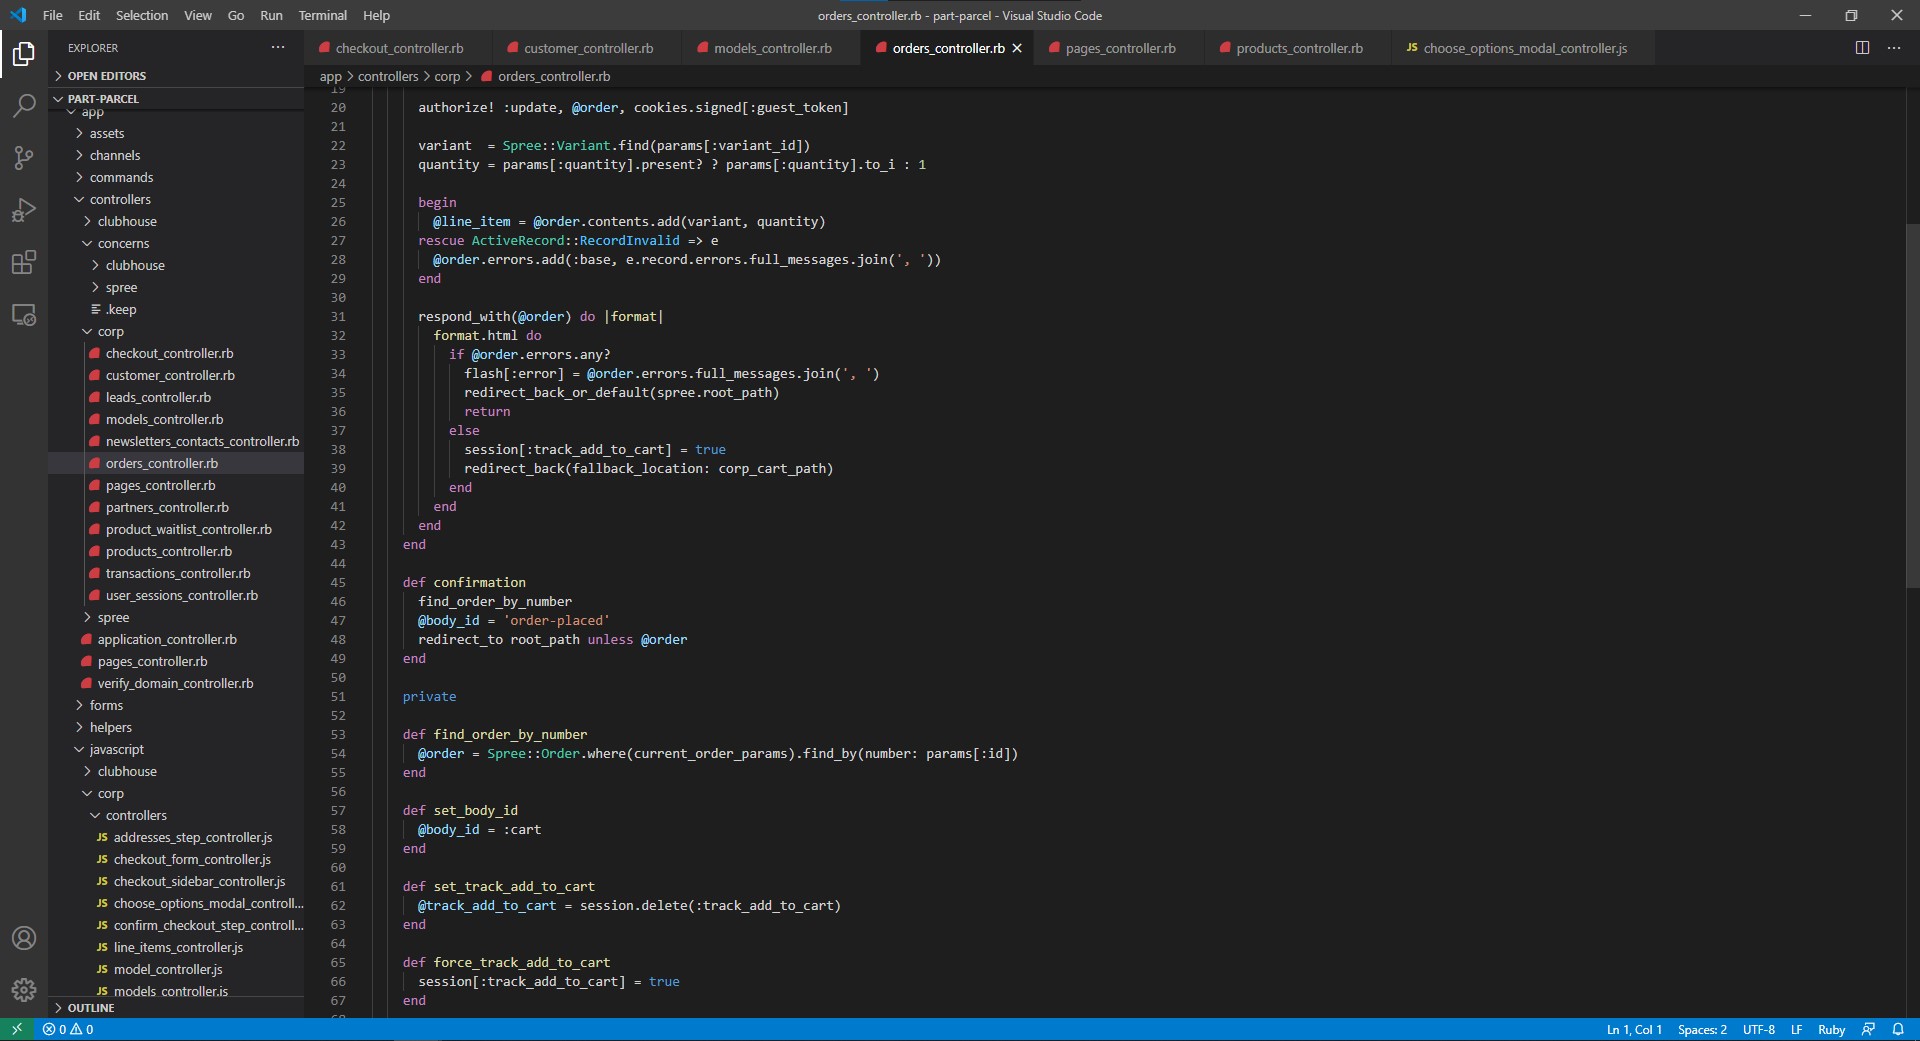 File Edit Selection View Go Run Terminal Help
orders_controller.rb - part-parcel - Visual Studio Code
EXPLORER
OPEN EDITORS
PART-PARCEL
app
assets
channels
commands
controllers
clubhouse
concerns
clubhouse
spree
.keep
corp
checkout_controller.rb
customer_controller.rb
leads_controller.rb
models_controller.rb
newsletters_contacts_controller.rb
orders_controller.rb
pages_controller.rb
partners_controller.rb
product_waitlist_controller.rb
products_controller.rb
transactions_controller.rb
user_sessions_controller.rb
spree
application_controller.rb
pages_controller.rb
verify_domain_controller.rb
forms
helpers
javascript
clubhouse
corp
controllers
JS addresses_step_controller.js
JS checkout_form_controller.js
JS checkout_sidebar_controller.js
JS choose_options_modal_controll...
JS confirm_checkout_step_controll...
JS line_items_controller.js
JS model_controller.js
JS models_controller.js
OUTLINE
checkout_controller.rb customer_controller.rb models_controller.rb orders_controller.rb pages_controller.rb products_controller.rb JS choose_options_modal_controller.js
app > controllers > corp > orders_controller.rb
19
20 authorize! :update, @order, cookies.signed[:guest_token]
21
22 variant  = Spree::Variant.find(params[:variant_id])
23 quantity = params[:quantity].present? ? params[:quantity].to_i : 1
24
25 begin
26 @line_item = @order.contents.add(variant, quantity)
27 rescue ActiveRecord::RecordInvalid => e
28 @order.errors.add(:base, e.record.errors.full_messages.join(', '))
29 end
30
31 respond_with(@order) do |format|
32 format.html do
33 if @order.errors.any?
34 flash[:error] = @order.errors.full_messages.join(', ')
35 redirect_back_or_default(spree.root_path)
36 return
37 else
38 session[:track_add_to_cart] = true
39 redirect_back(fallback_location: corp_cart_path)
40 end
41 end
42 end
43 end
44
45 def confirmation
46 find_order_by_number
47 @body_id = 'order-placed'
48 redirect_to root_path unless @order
49 end
50
51 private
52
53 def find_order_by_number
54 @order = Spree::Order.where(current_order_params).find_by(number: params[:id])
55 end
56
57 def set_body_id
58 @body_id = :cart
59 end
60
61 def set_track_add_to_cart
62 @track_add_to_cart = session.delete(:track_add_to_cart)
63 end
64
65 def force_track_add_to_cart
66 session[:track_add_to_cart] = true
67 end
68
0 0 Ln 1, Col 1 Spaces: 2 UTF-8 LF Ruby